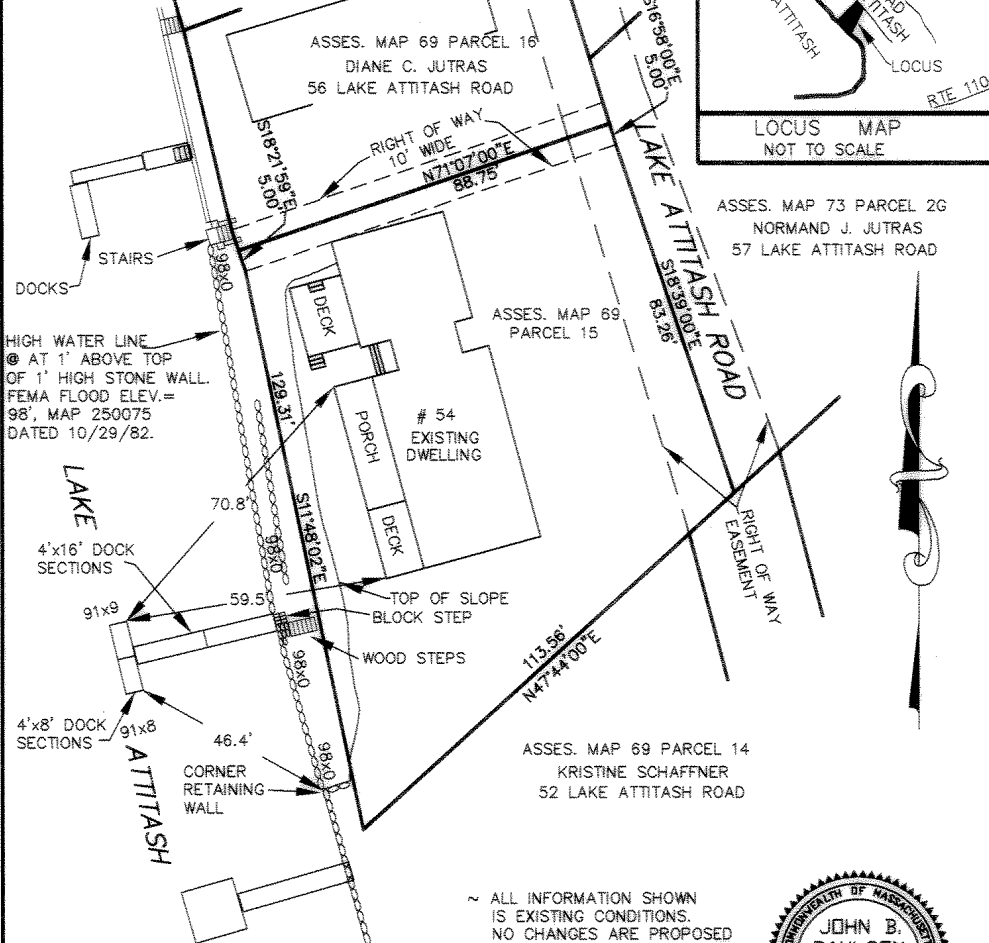 ASSES. MAP 69 PARCEL 16
DIANE C. JUTRAS
56 LAKE ATTITASH ROAD
S16°58'00"E
5.00'
ATTITASH
LOCUS
RTE 110
LOCUS MAP
NOT TO SCALE
RIGHT OF WAY
10' WIDE
N71°07'00"E
88.75'
S18°21'59"E
5.00'
LAKE ATTITASH ROAD
S18°39'00"E
83.26'
ASSES. MAP 73 PARCEL 2G
NORMAND J. JUTRAS
57 LAKE ATTITASH ROAD
STAIRS
DOCKS
98x0
DECK
ASSES. MAP 69
PARCEL 15
HIGH WATER LINE
@ AT 1' ABOVE TOP
OF 1' HIGH STONE WALL.
FEMA FLOOD ELEV.=
98', MAP 250075
DATED 10/29/82.
129.31'
S11°48'02"E
PORCH
# 54
EXISTING
DWELLING
DECK
LAKE
ATTITASH
70.8'
4'x16' DOCK
SECTIONS
98x0
91x9
59.5'
TOP OF SLOPE
BLOCK STEP
WOOD STEPS
98x0
RIGHT OF WAY
EASEMENT
113.56'
N47°44'00"E
4'x8' DOCK
SECTIONS
91x8
46.4'
98x0
CORNER
RETAINING
WALL
ASSES. MAP 69 PARCEL 14
KRISTINE SCHAFFNER
52 LAKE ATTITASH ROAD
~ ALL INFORMATION SHOWN
IS EXISTING CONDITIONS.
NO CHANGES ARE PROPOSED
OF MASSACHUSE
JOHN B.